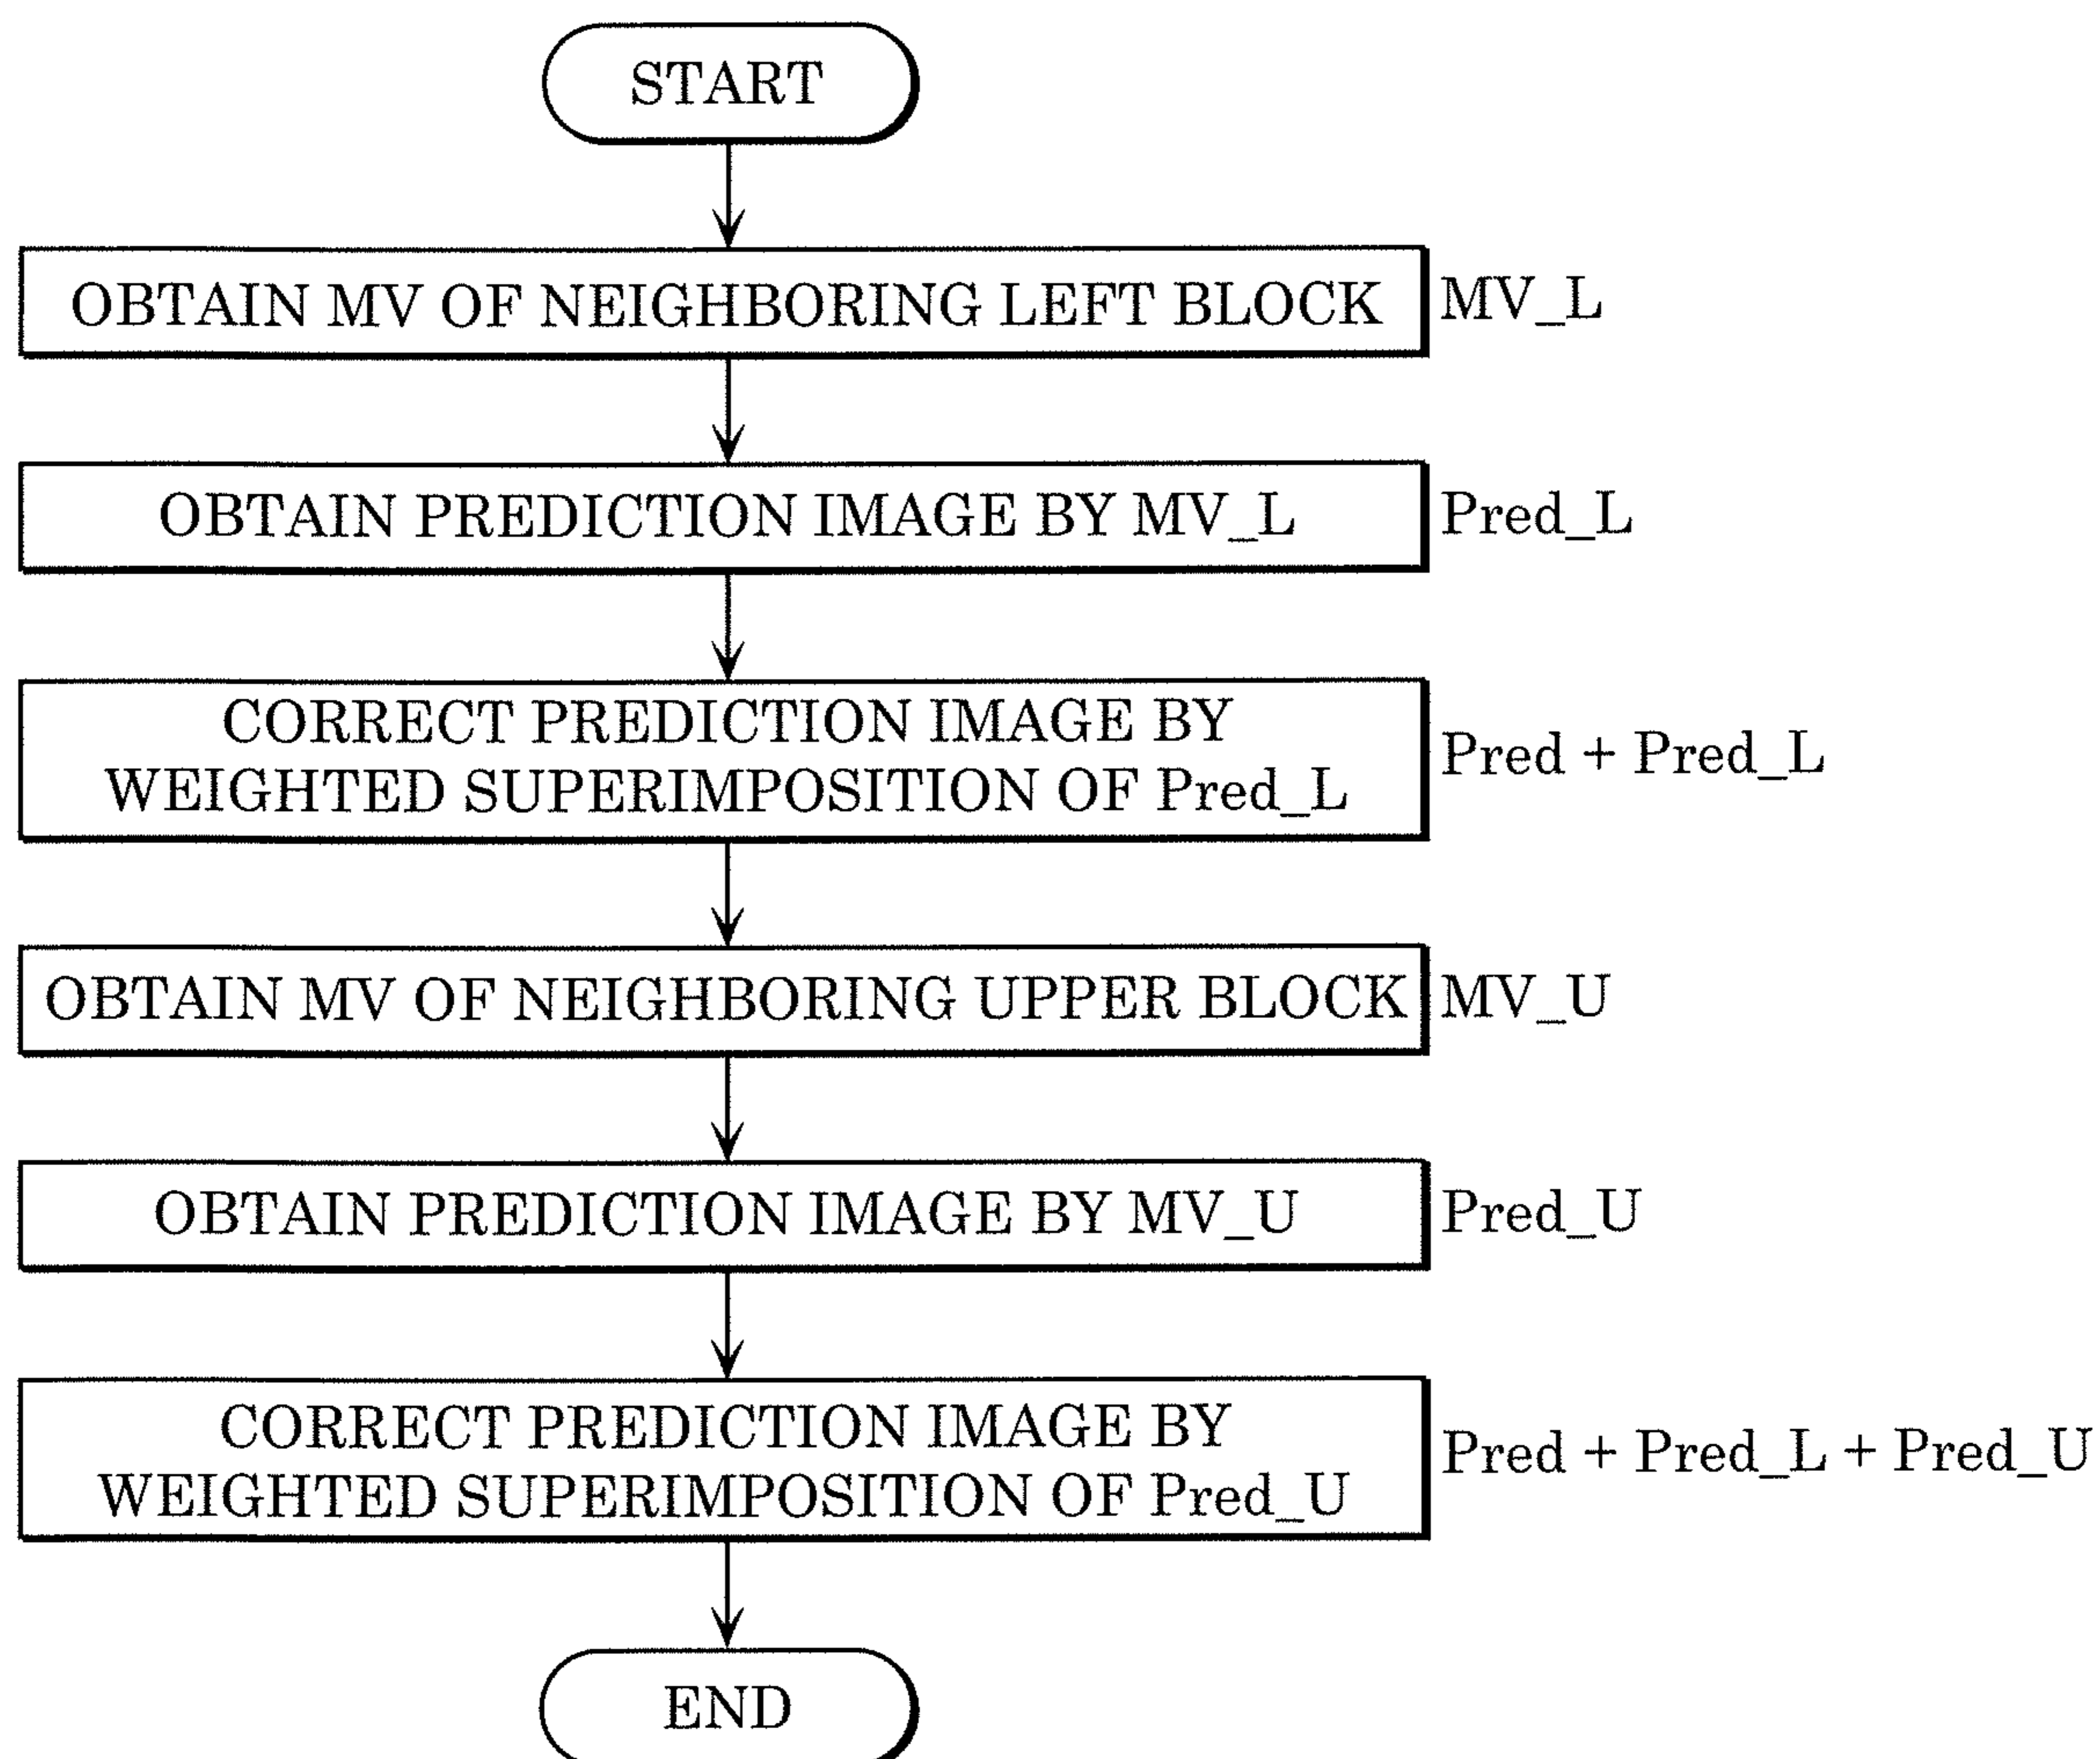 START
OBTAIN MV OF NEIGHBORING LEFT BLOCK
MV_L
OBTAIN PREDICTION IMAGE BY MV_L
Pred_L
CORRECT PREDICTION IMAGE BY
WEIGHTED SUPERIMPOSITION OF Pred_L
Pred + Pred_L
OBTAIN MV OF NEIGHBORING UPPER BLOCK
MV_U
OBTAIN PREDICTION IMAGE BY MV_U
Pred_U
CORRECT PREDICTION IMAGE BY
WEIGHTED SUPERIMPOSITION OF Pred_U
Pred + Pred_L + Pred_U
END